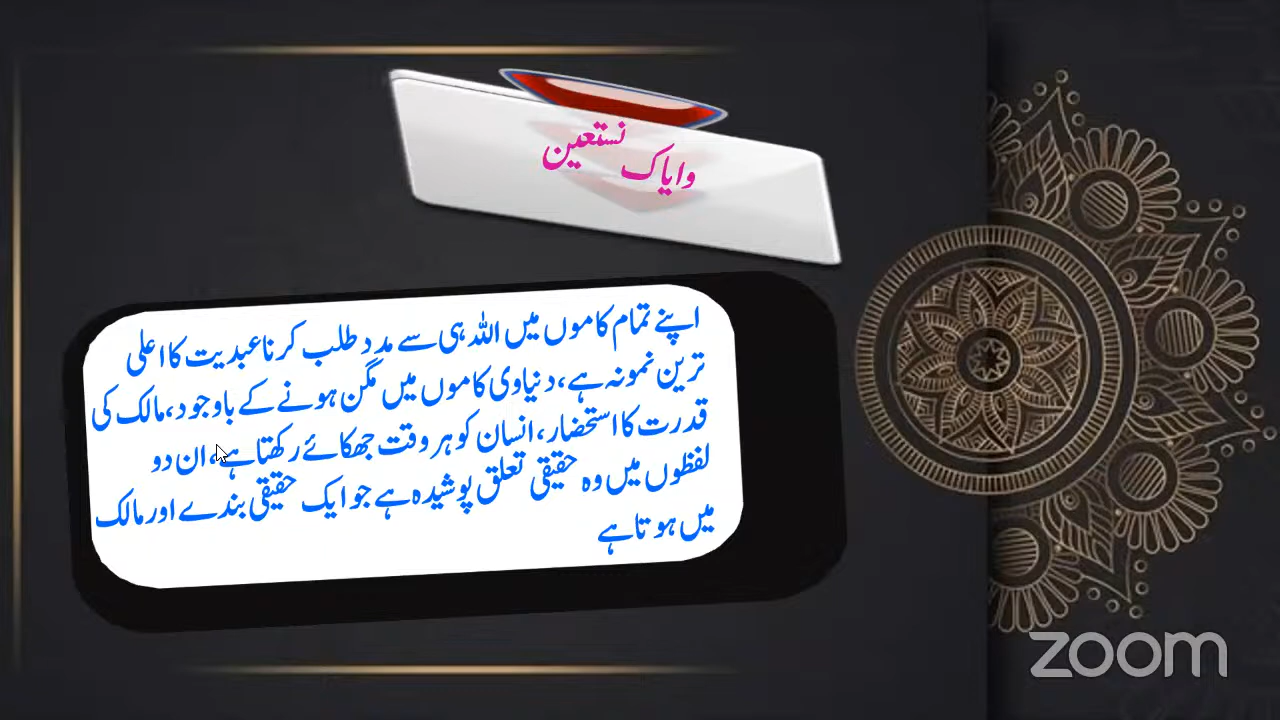 وایاک نستعین
اپنے تمام کاموں میں اللہ ہی سے مدد طلب کرنا عبدیت کا اعلی
ترین نمونہ ہے، دنیاوی کاموں میں مگن ہونے کے باوجود، مالک کی
قدرت کا استحضار، انسان کو ہر وقت جھکائے رکھتا ہے، ان دو
لفظوں میں وہ حقیقی تعلق پوشیدہ ہے جو ایک حقیقی بندے اور مالک
میں ہوتا ہے
zoom